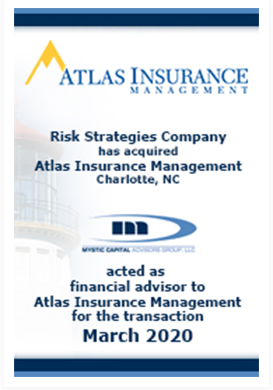 ATLAS INSURANCE
MANAGEMENT
Risk Strategies Company
has acquired
Atlas Insurance Management
Charlotte, NC
m
MYSTIC CAPITAL ADVISORS GROUP, LLC
acted as
financial advisor to
Atlas Insurance Management
for the transaction
March 2020